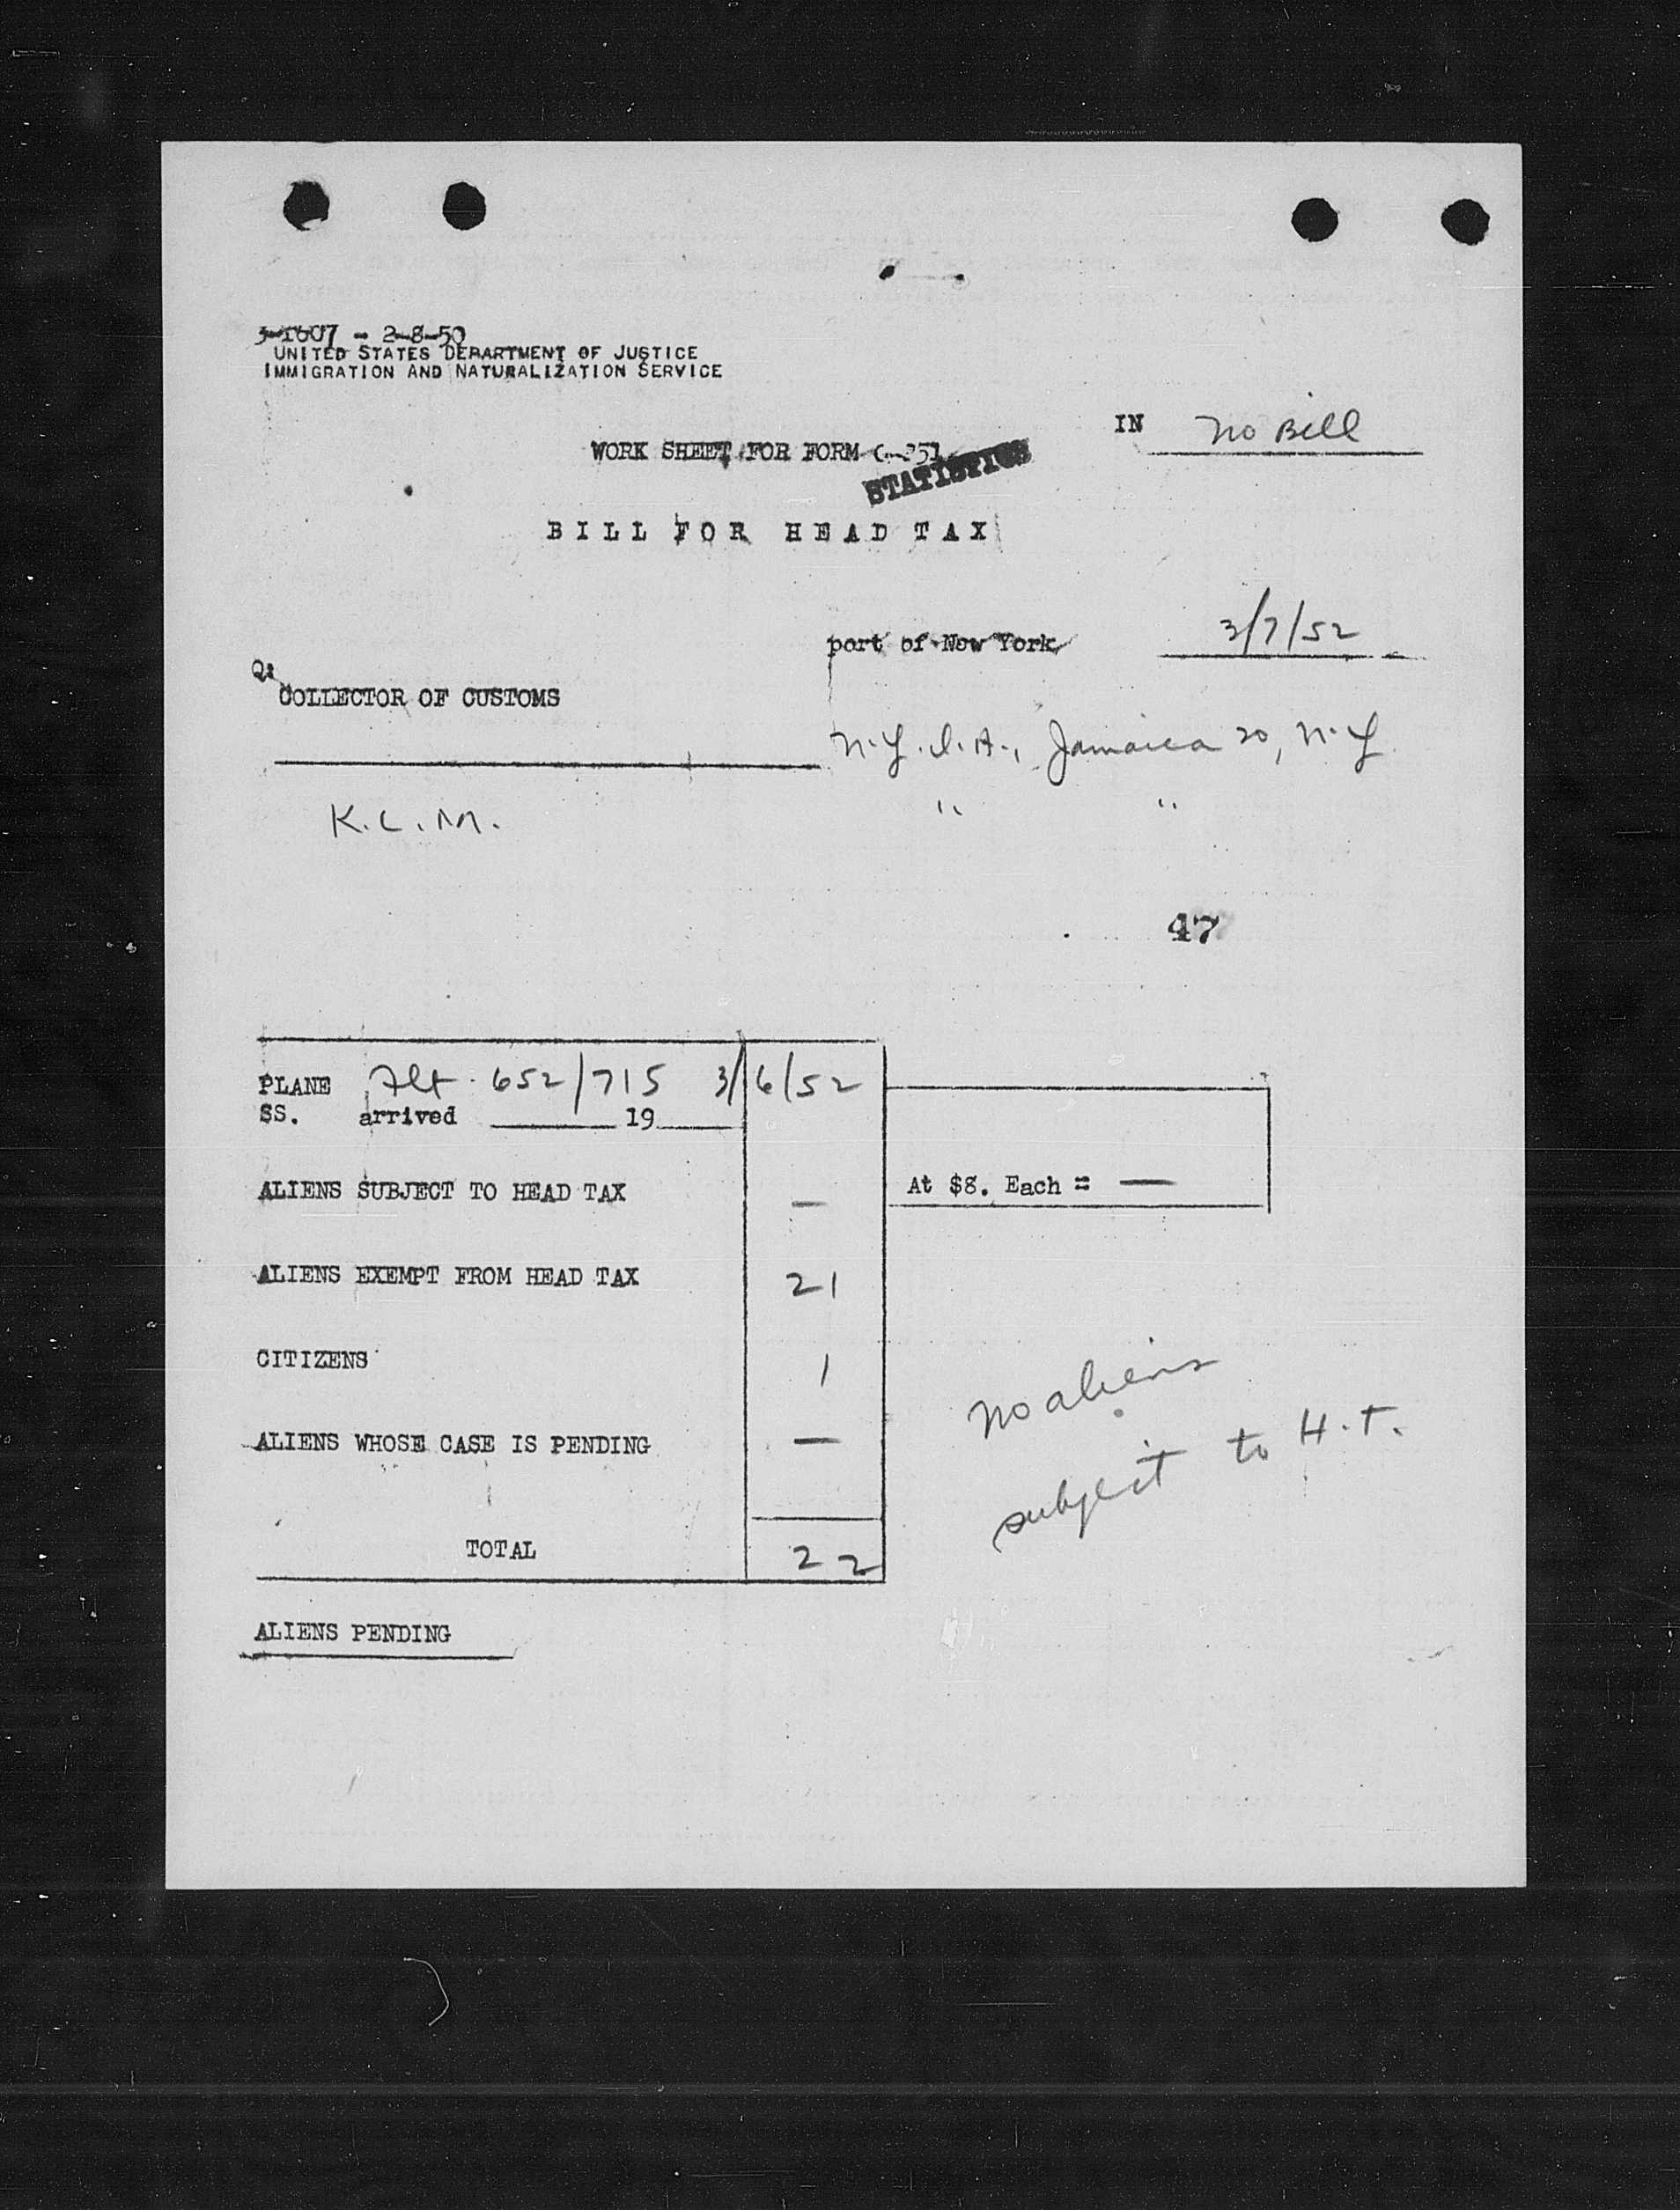 3-1607 - 2-8-50
UNITED STATES DEPARTMENT OF JUSTICE
IMMIGRATION AND NATURALIZATION SERVICE
IN No Bill
WORK SHEET FOR FORM G-251
STATISTICS
BILL FOR HEAD TAX
port of New York 3/7/52
COLLECTOR OF CUSTOMS
N.Y.I.A., Jamaica 20, N.Y.
K.L.M. " "
47
PLANE Flt. 652/715 3/6/52
SS. arrived 19
ALIENS SUBJECT TO HEAD TAX — At $8. Each = —
ALIENS EXEMPT FROM HEAD TAX 21
CITIZENS 1
No aliens
subject to H.T.
ALIENS WHOSE CASE IS PENDING —
TOTAL 22
ALIENS PENDING